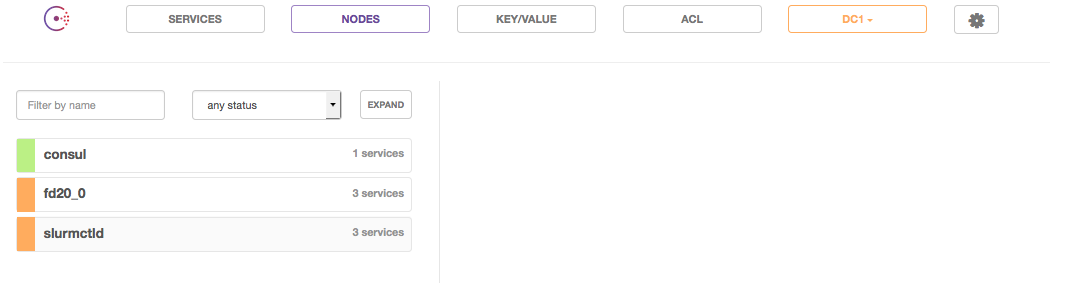 SERVICES NODES KEY/VALUE ACL DC1
Filter by name any status EXPAND
consul 1 services
fd20_0 3 services
slurmctld 3 services